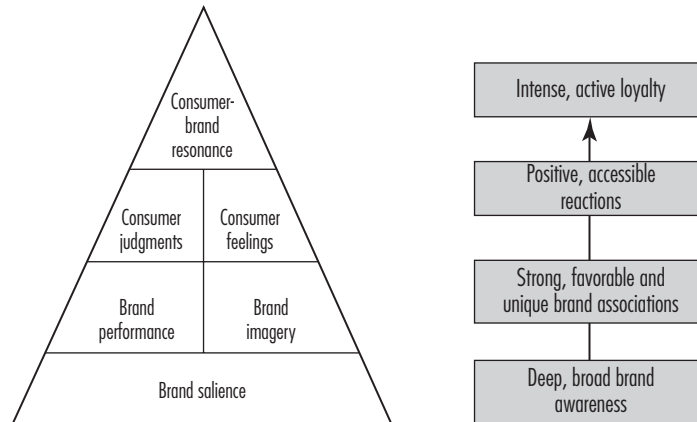 Consumer-
brand
resonance
Consumer
judgments
Consumer
feelings
Brand
performance
Brand
imagery
Brand salience
Intense, active loyalty
Positive, accessible
reactions
Strong, favorable and
unique brand associations
Deep, broad brand
awareness